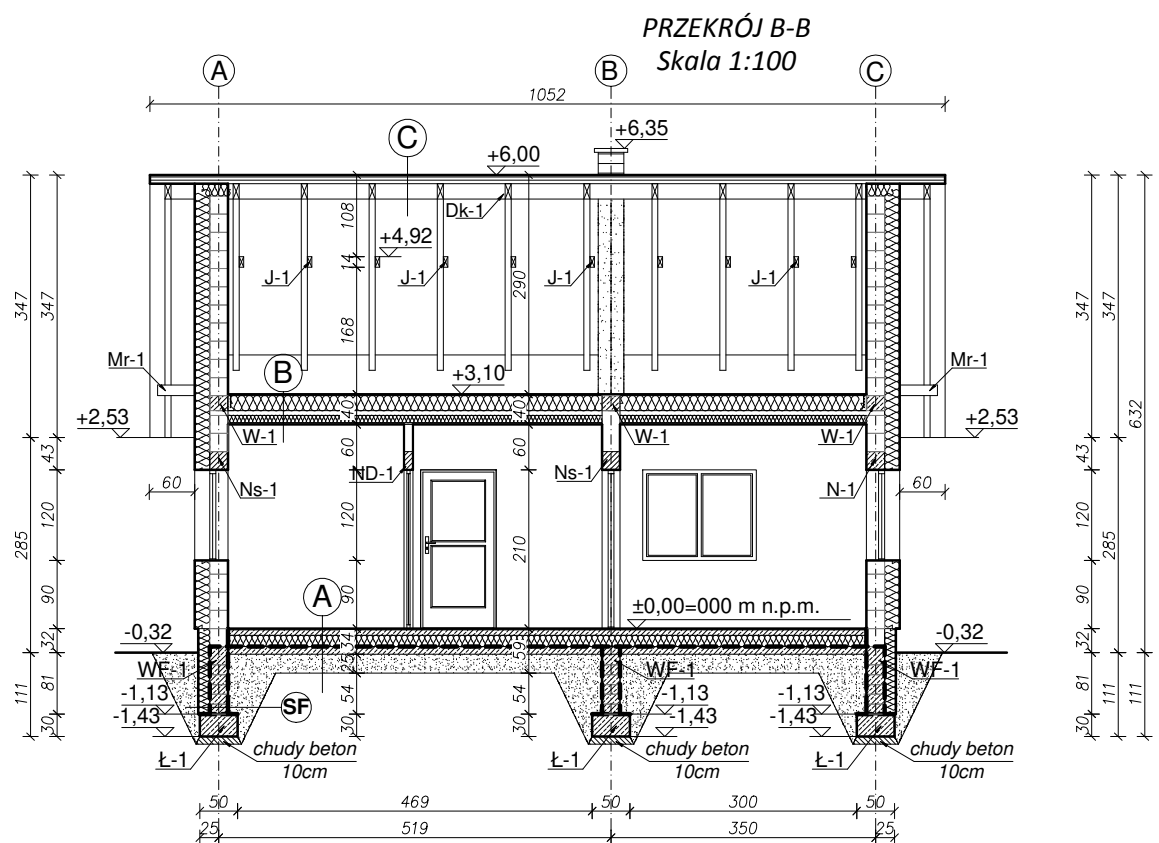 PRZEKRÓJ B-B
Skala 1:100
A
B
C
1052
+6,35
C
+6,00
Dk-1
108
+4,92
14
J-1
J-1
J-1
J-1
290
347
347
347
347
168
632
Mr-1
Mr-1
B
+3,10
40
40
+2,53
+2,53
W-1
W-1
W-1
60
60
43
43
ND-1
Ns-1
Ns-1
N-1
60
60
120
120
120
285
285
210
A
90
90
90
±0,00=000 m n.p.m.
-0,32
-0,32
32
34
32
25
WF-1
WF-1
111
81
81
111
111
-1,13
-1,13
-1,13
54
54
SF
-1,43
-1,43
-1,43
30
30
30
30
Ł-1
chudy beton
10cm
Ł-1
chudy beton
10cm
Ł-1
chudy beton
10cm
50
469
50
300
50
25
519
350
25